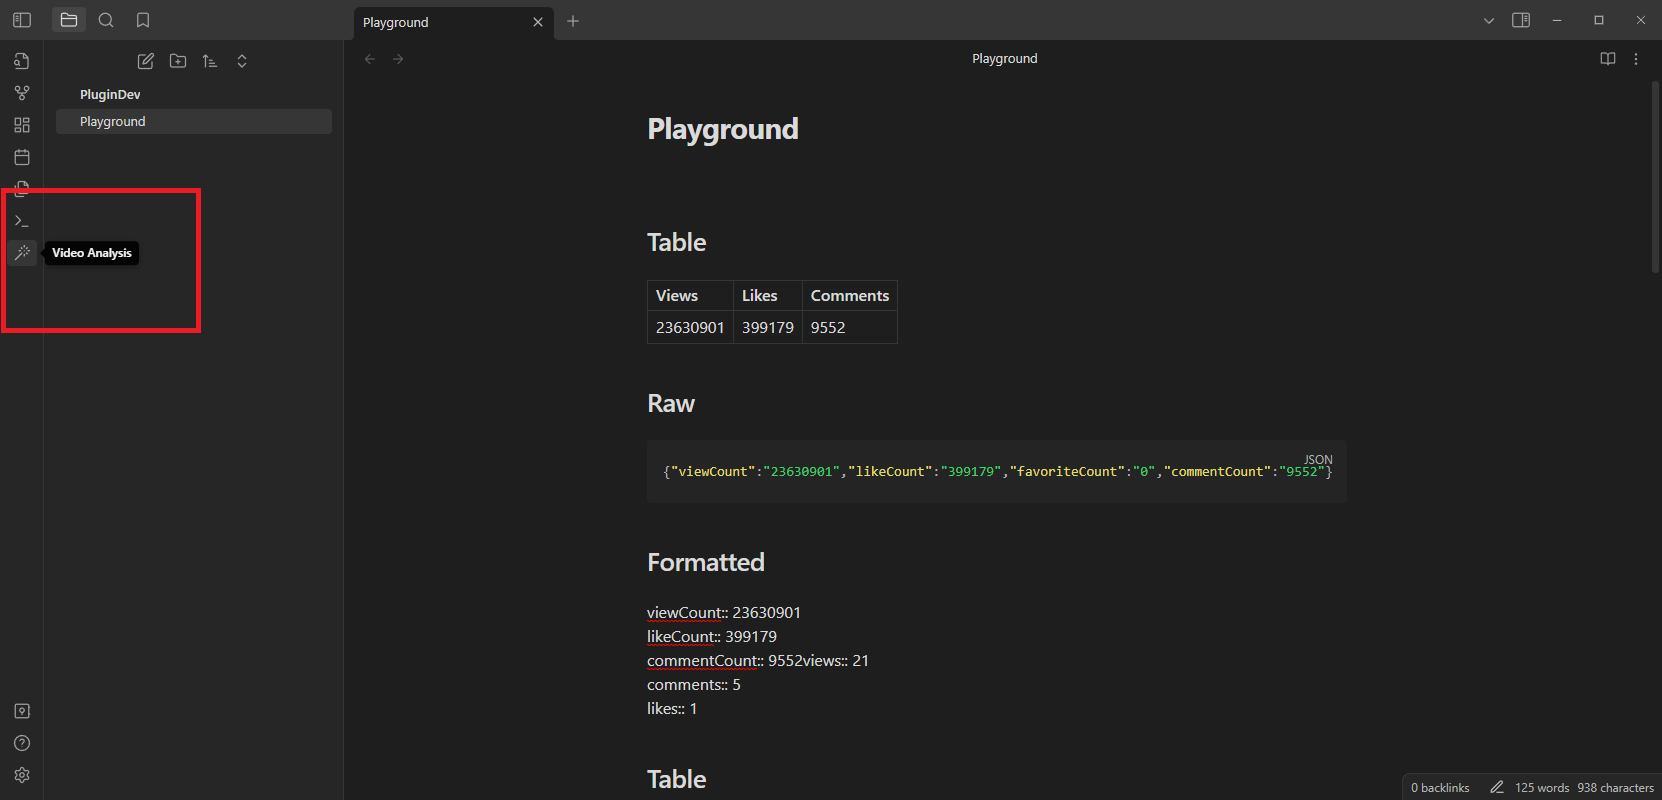 Playground
Playground
PluginDev
Playground
Video Analysis
Playground
Table
Views Likes Comments
23630901 399179 9552
Raw
JSON
{"viewCount":"23630901","likeCount":"399179","favoriteCount":"0","commentCount":"9552"}
Formatted
viewCount:: 23630901
likeCount:: 399179
commentCount:: 9552views:: 21
comments:: 5
likes:: 1
Table
0 backlinks 125 words 938 characters